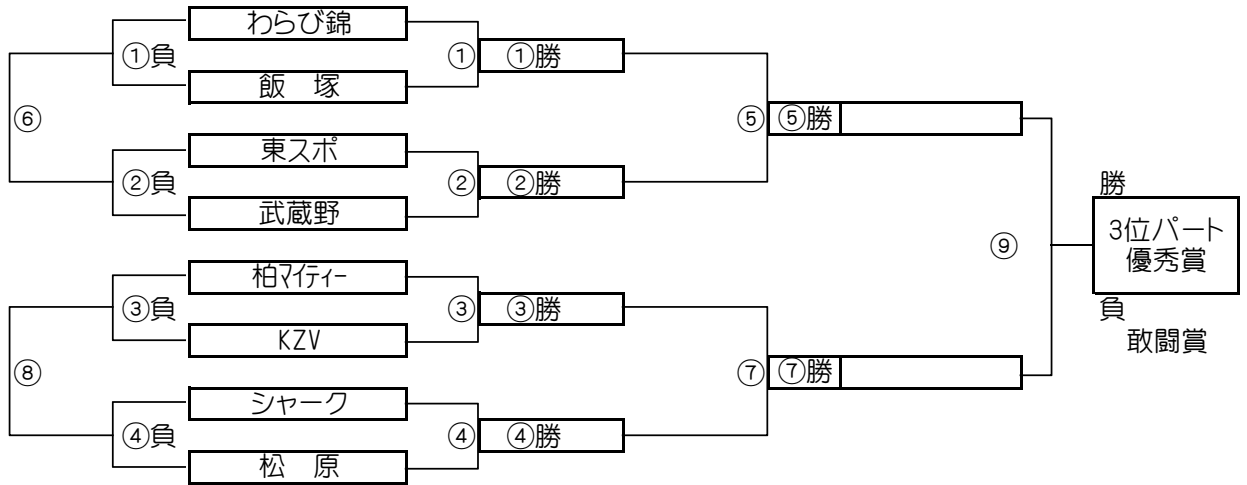 わらび錦
①負
①
①勝
飯　塚
⑥
⑤
⑤勝
東スポ
②負
②
②勝
武蔵野
勝
3位パート
優秀賞
⑨
柏マイティー
③負
③
③勝
負
KZV
敢闘賞
⑧
⑦
⑦勝
シャーク
④負
④
④勝
松　原